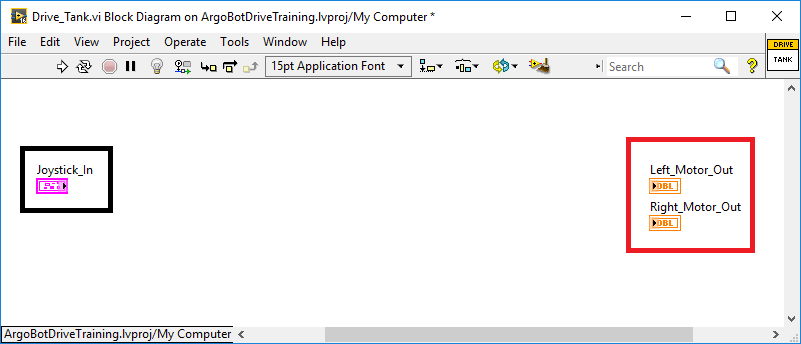 Drive_Tank.vi Block Diagram on ArgoBotDriveTraining.lvproj/My Computer *
File Edit View Project Operate Tools Window Help
15pt Application Font
Search
?
DRIVE
TANK
Joystick_In
Left_Motor_Out
DBL
Right_Motor_Out
DBL
ArgoBotDriveTraining.lvproj/My Computer